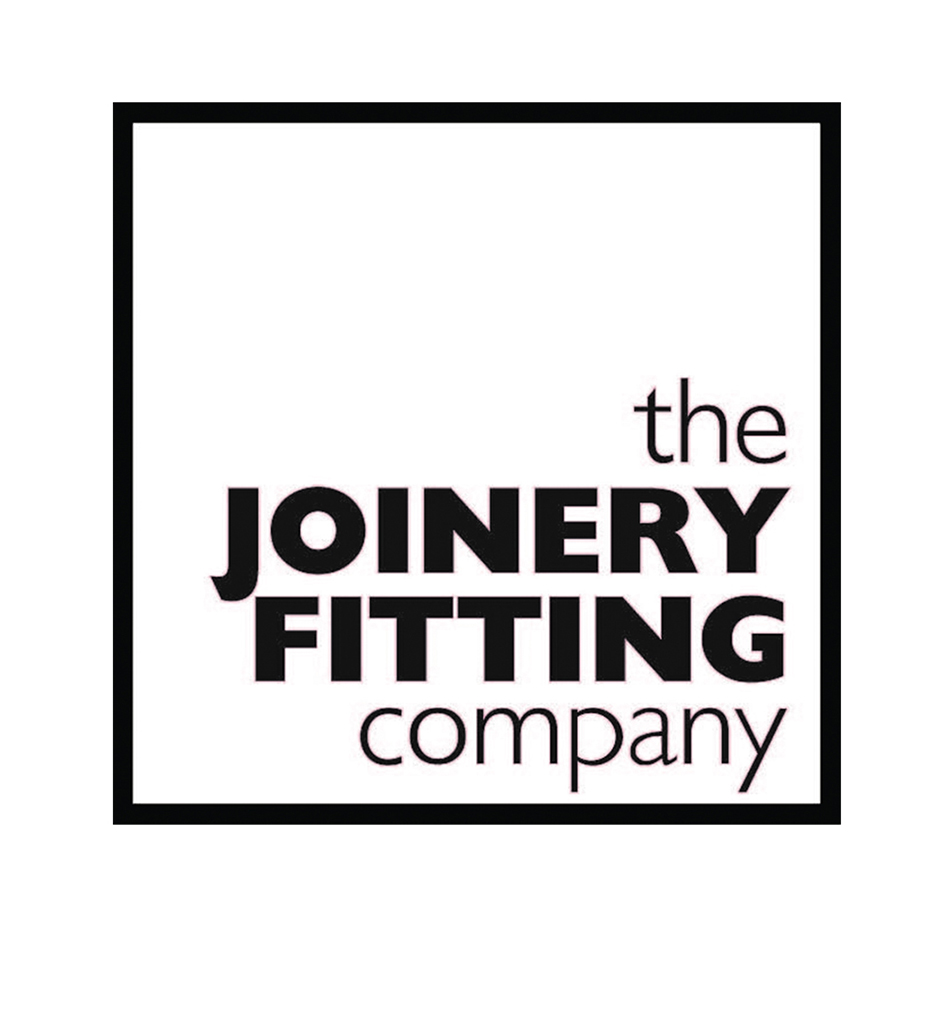 the
JOINERY
FITTING
company